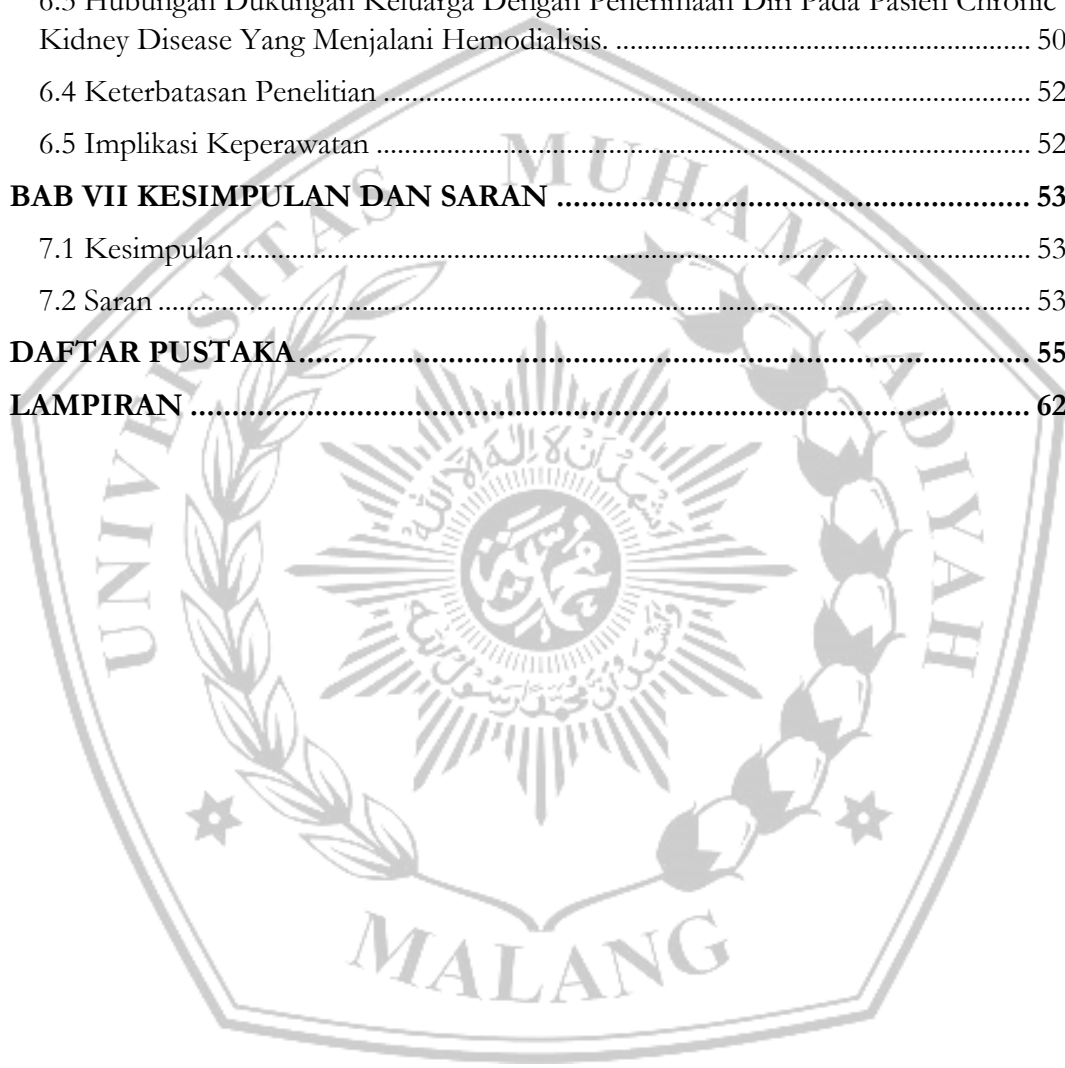 6.3 Hubungan Dukungan Keluarga Dengan Penerimaan Diri Pada Pasien Chronic
Kidney Disease Yang Menjalani Hemodialisis. .......... 50
6.4 Keterbatasan Penelitian .......... 52
6.5 Implikasi Keperawatan .......... 52
BAB VII KESIMPULAN DAN SARAN .......... 53
7.1 Kesimpulan .......... 53
7.2 Saran .......... 53
DAFTAR PUSTAKA .......... 55
LAMPIRAN .......... 62
UNIVERSITAS MUHAMMADIYAH
MALANG